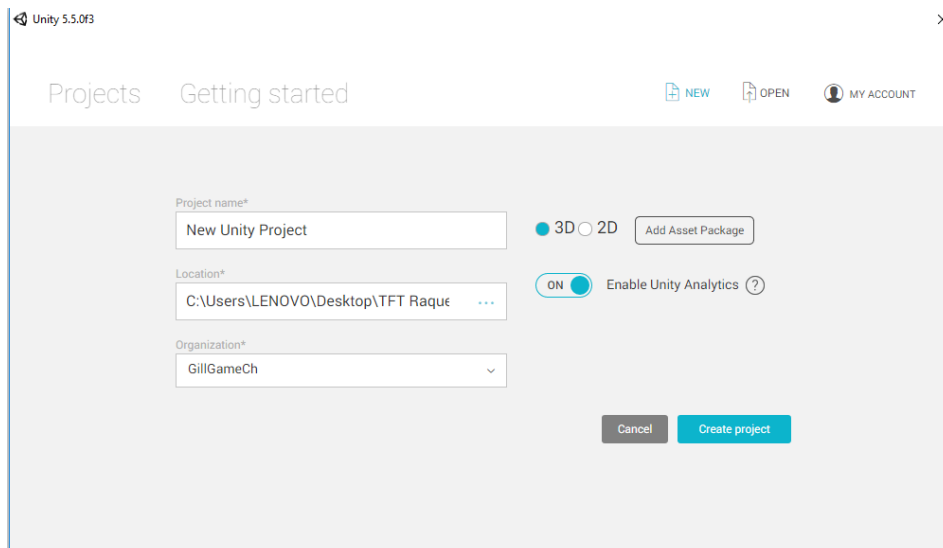 Unity 5.5.0f3
Projects Getting started NEW OPEN MY ACCOUNT
Project name*
New Unity Project
3D 2D Add Asset Package
Location*
C:\Users\LENOVO\Desktop\TFT Raque ...
ON Enable Unity Analytics ?
Organization*
GillGameCh
Cancel Create project